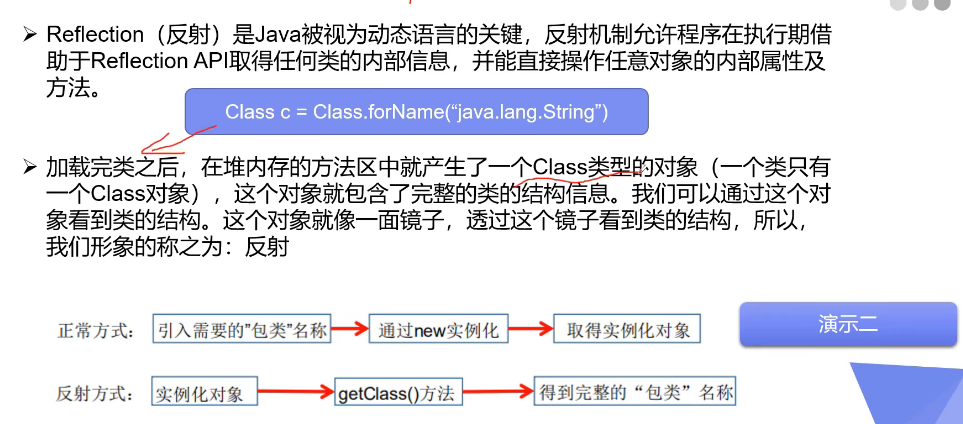 ➢ Reflection（反射）是Java被视为动态语言的关键，反射机制允许程序在执行期借
助于Reflection API取得任何类的内部信息，并能直接操作任意对象的内部属性及
方法。
Class c = Class.forName(“java.lang.String”)
➢ 加载完类之后，在堆内存的方法区中就产生了一个Class类型的对象（一个类只有
一个Class对象），这个对象就包含了完整的类的结构信息。我们可以通过这个对
象看到类的结构。这个对象就像一面镜子，透过这个镜子看到类的结构，所以，
我们形象的称之为：反射
正常方式： 引入需要的”包类”名称 通过new实例化 取得实例化对象
演示二
反射方式： 实例化对象 getClass()方法 得到完整的“包类”名称